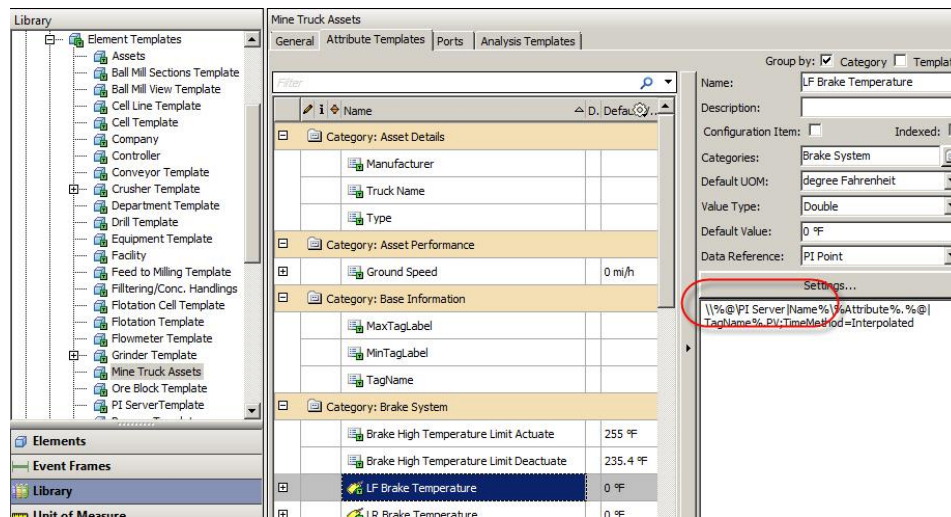 Library
Element Templates
Assets
Ball Mill Sections Template
Ball Mill View Template
Cell Line Template
Cell Template
Company
Controller
Conveyor Template
Crusher Template
Department Template
Drill Template
Equipment Template
Facility
Feed to Milling Template
Filltering/Conc. Handlings
Flotation Cell Template
Flotation Template
Flowmeter Template
Grinder Template
Mine Truck Assets
Ore Block Template
PI ServerTemplate
Elements
Event Frames
Library
Unit of Measure
Mine Truck Assets
General Attribute Templates Ports Analysis Templates
Group by: Category Templat
Filter
i Name D. Defau
Category: Asset Details
Manufacturer
Truck Name
Type
Category: Asset Performance
Ground Speed 0 mi/h
Category: Base Information
MaxTagLabel
MinTagLabel
TagName
Category: Brake System
Brake High Temperature Limit Actuate 255 °F
Brake High Temperature Limit Deactuate 235.4 °F
LF Brake Temperature 0 °F
LR Brake Temperature 0 °F
Name: LF Brake Temperature
Description:
Configuration Item: Indexed:
Categories: Brake System
Default UOM: degree Fahrenheit
Value Type: Double
Default Value: 0 °F
Data Reference: PI Point
Settings...
\\%@\PI Server|Name%\%Attribute%.%@|
TagName%.PV;TimeMethod=Interpolated